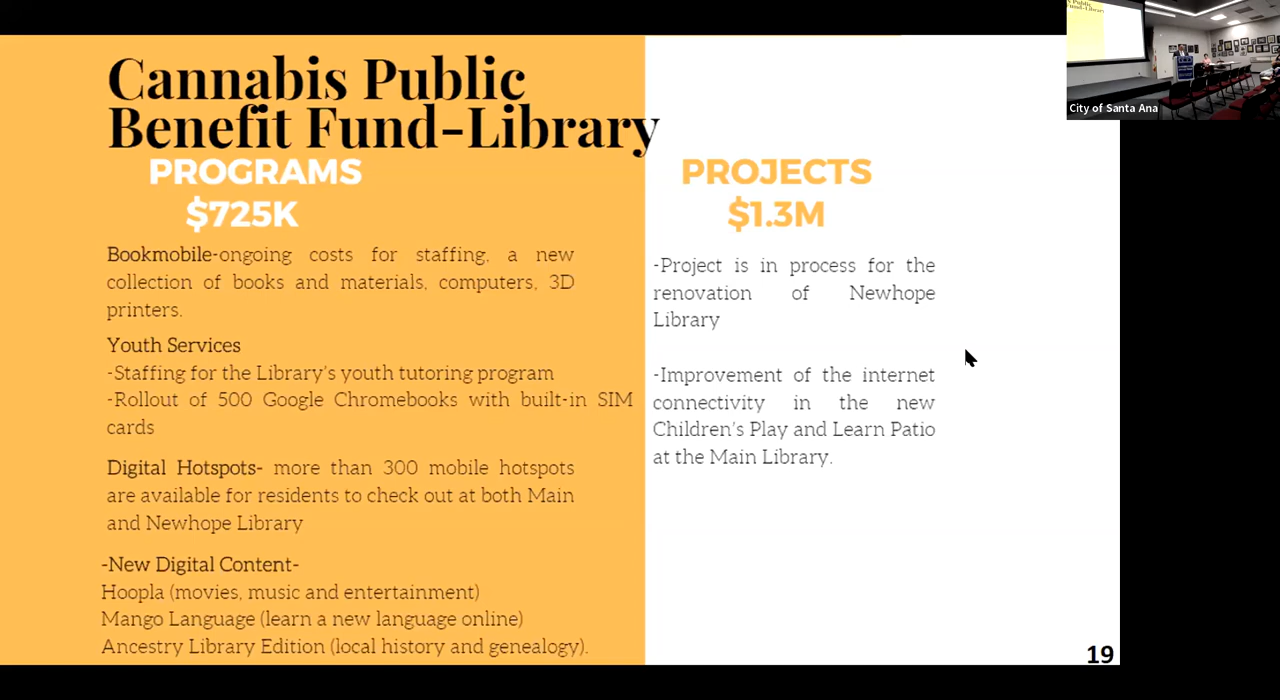 Cannabis Public
Benefit Fund-Library
PROGRAMS
$725K
Bookmobile-ongoing costs for staffing, a new
collection of books and materials, computers, 3D
printers.
Youth Services
-Staffing for the Library's youth tutoring program
-Rollout of 500 Google Chromebooks with built-in SIM
cards
Digital Hotspots- more than 300 mobile hotspots
are available for residents to check out at both Main
and Newhope Library
-New Digital Content-
Hoopla (movies, music and entertainment)
Mango Language (learn a new language online)
Ancestry Library Edition (local history and genealogy).
PROJECTS
$1.3M
-Project is in process for the
renovation of Newhope
Library
-Improvement of the internet
connectivity in the new
Children's Play and Learn Patio
at the Main Library.
19
City of Santa Ana